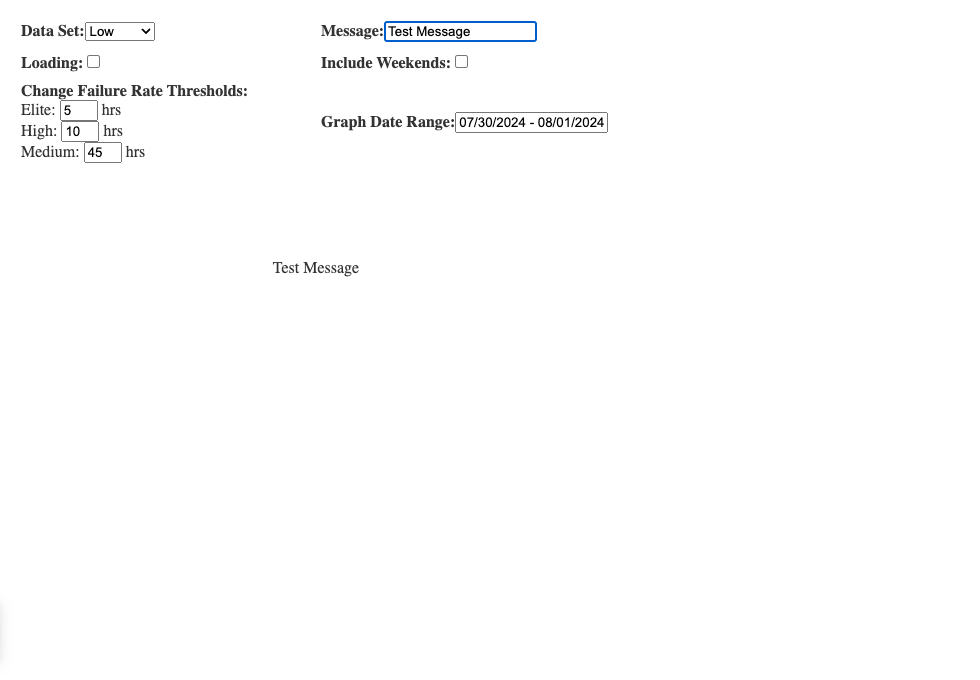 Data Set: Low
Message: Test Message
Loading:
Include Weekends:
Change Failure Rate Thresholds:
Elite: 5 hrs
High: 10 hrs
Medium: 45 hrs
Graph Date Range: 07/30/2024 - 08/01/2024
Test Message